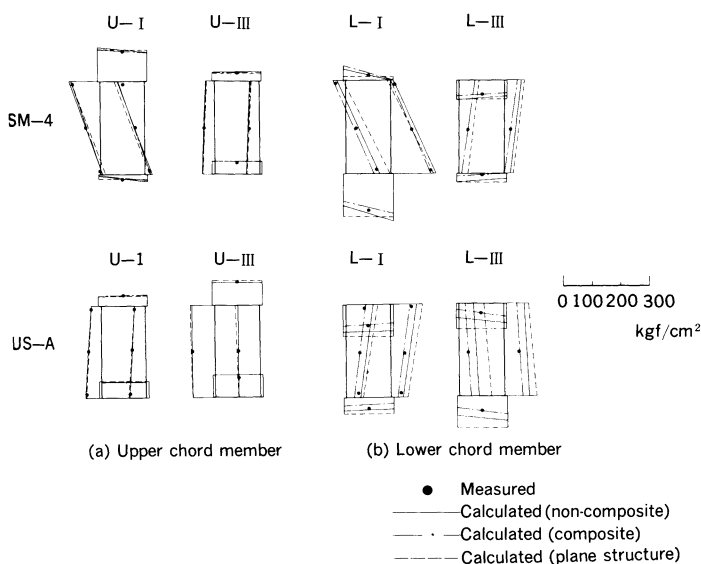 U—I U—III L—I L—III
SM—4
U—1 U—III L—I L—III
0 100 200 300
kgf/cm²
US—A
(a) Upper chord member (b) Lower chord member
● Measured
Calculated (non-composite)
Calculated (composite)
Calculated (plane structure)